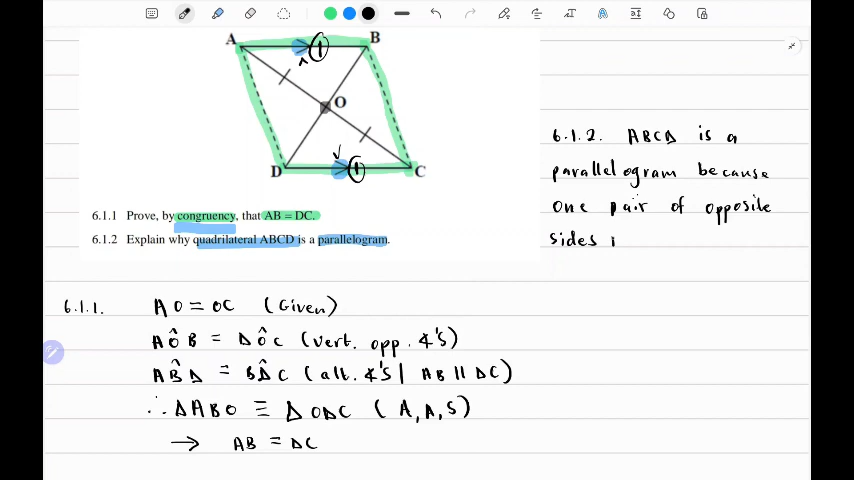 A
B
O
D
C
6.1.1 Prove, by congruency, that AB = DC.
6.1.2 Explain why quadrilateral ABCD is a parallelogram.
6.1.2. ABCD is a
parallelogram because
one pair of opposite
sides i
6.1.1. AO = OC (Given)
AÔB = DÔC (vert. opp. ∢'s)
AB̂D = BD̂C (alt. ∢'s | AB || DC)
∴ ΔABO ≡ ΔODC (A, A, S)
→ AB = DC